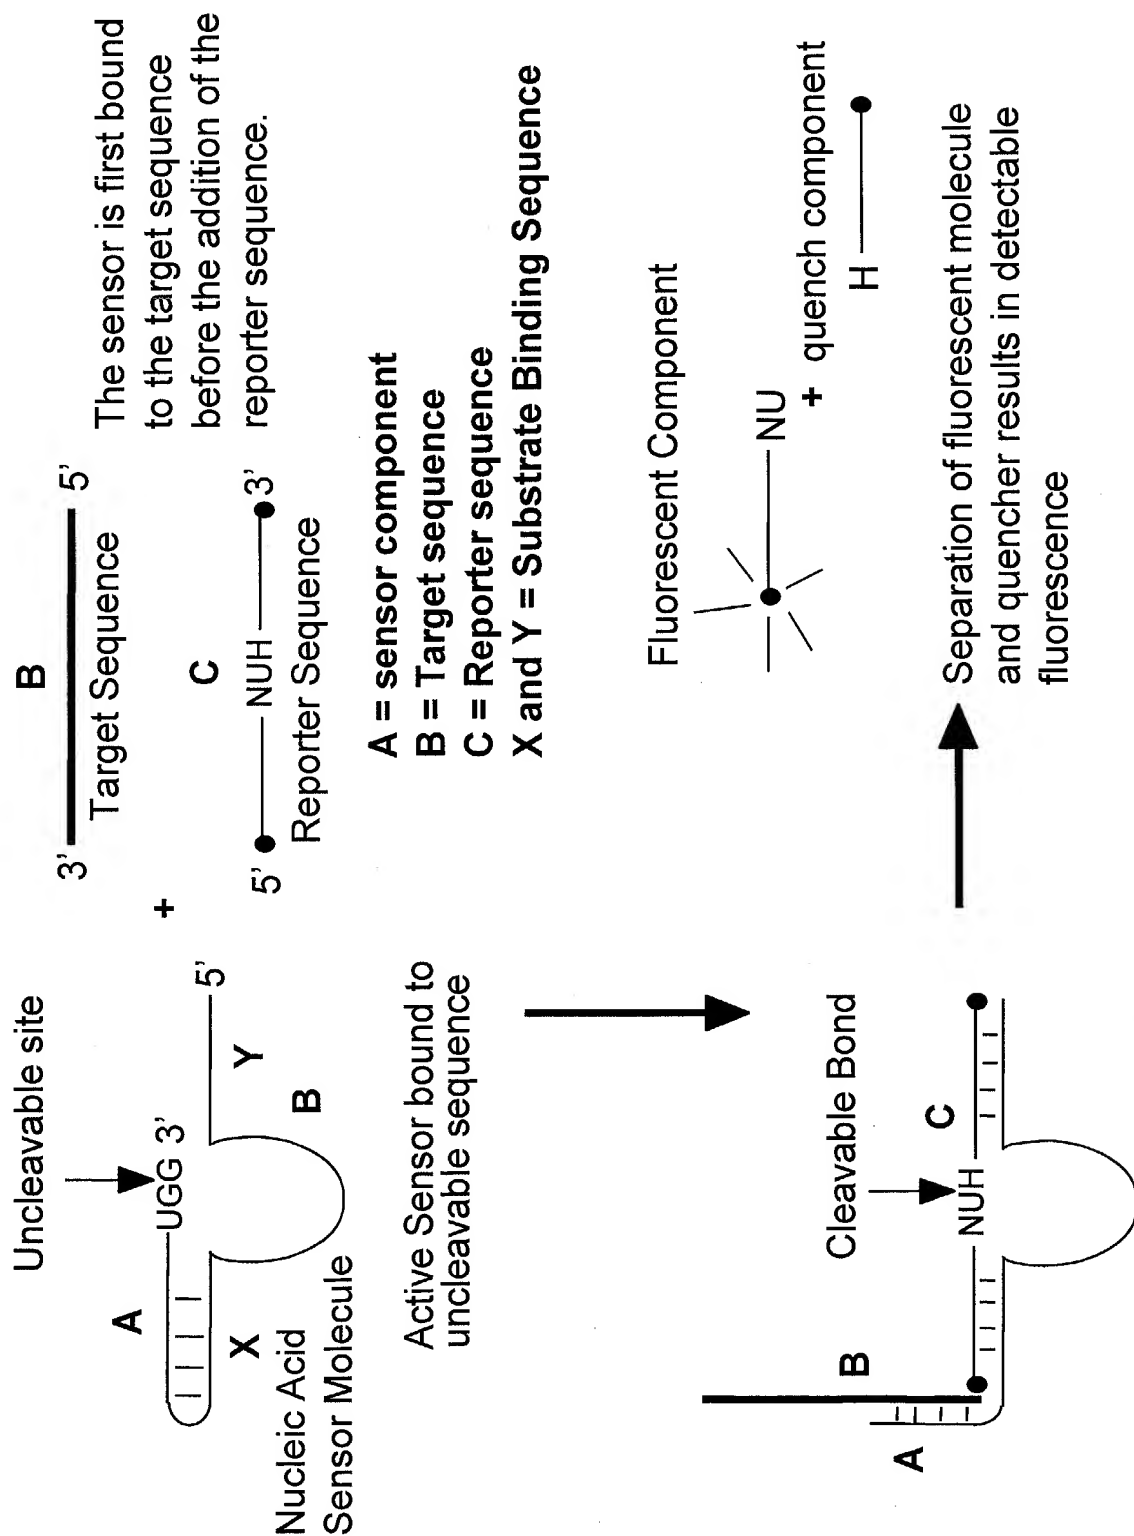 Uncleavable site
A
UGG 3’
5’
X
Y
B
Nucleic Acid
Sensor Molecule
+
B
3’
5’
Target Sequence
C
5’
NUH
3’
Reporter Sequence
The sensor is first bound
to the target sequence
before the addition of the
reporter sequence.
A = sensor component
B = Target sequence
C = Reporter sequence
X and Y = Substrate Binding Sequence
Active Sensor bound to
uncleavable sequence
Cleavable Bond
B
A
NUH
C
Fluorescent Component
NU
+ quench component
H
Separation of fluorescent molecule
and quencher results in detectable
fluorescence